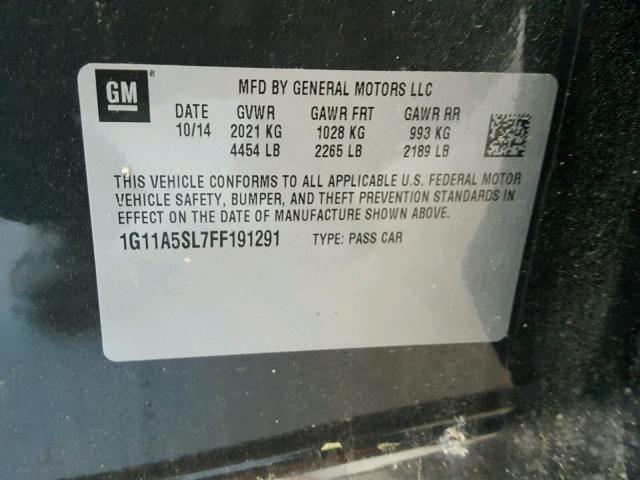 GM ®
MFD BY GENERAL MOTORS LLC
DATE GVWR GAWR FRT GAWR RR
10/14 2021 KG 1028 KG 993 KG
4454 LB 2265 LB 2189 LB
THIS VEHICLE CONFORMS TO ALL APPLICABLE U.S. FEDERAL MOTOR
VEHICLE SAFETY, BUMPER, AND THEFT PREVENTION STANDARDS IN
EFFECT ON THE DATE OF MANUFACTURE SHOWN ABOVE.
1G11A5SL7FF191291 TYPE: PASS CAR